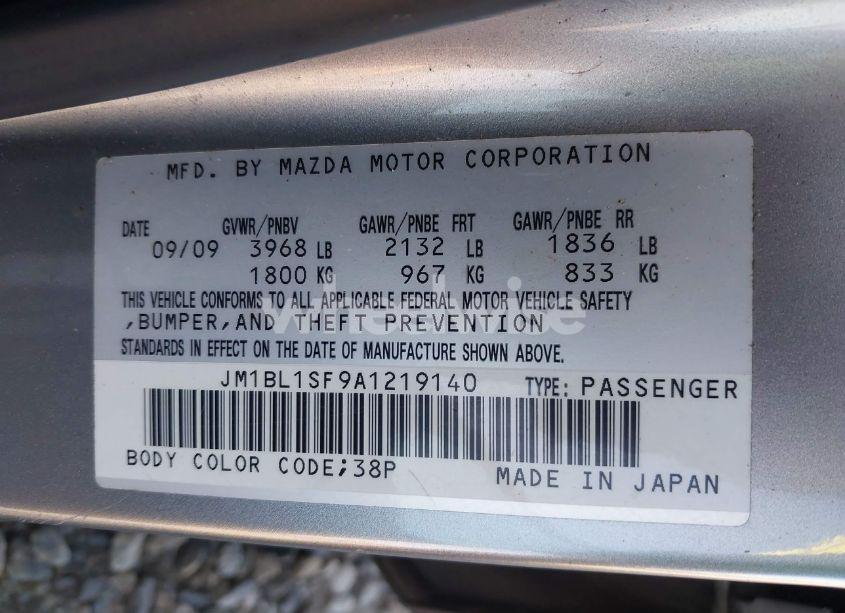 MFD. BY MAZDA MOTOR CORPORATION
DATE GVWR/PNBV GAWR/PNBE FRT GAWR/PNBE RR
09/09 3968 LB 2132 LB 1836 LB
1800 KG 967 KG 833 KG
THIS VEHICLE CONFORMS TO ALL APPLICABLE FEDERAL MOTOR VEHICLE SAFETY
,BUMPER,AND THEFT PREVENTION
STANDARDS IN EFFECT ON THE DATE OF MANUFACTURE SHOWN ABOVE.
JM1BL1SF9A1219140 TYPE: PASSENGER
BODY COLOR CODE;38P
MADE IN JAPAN